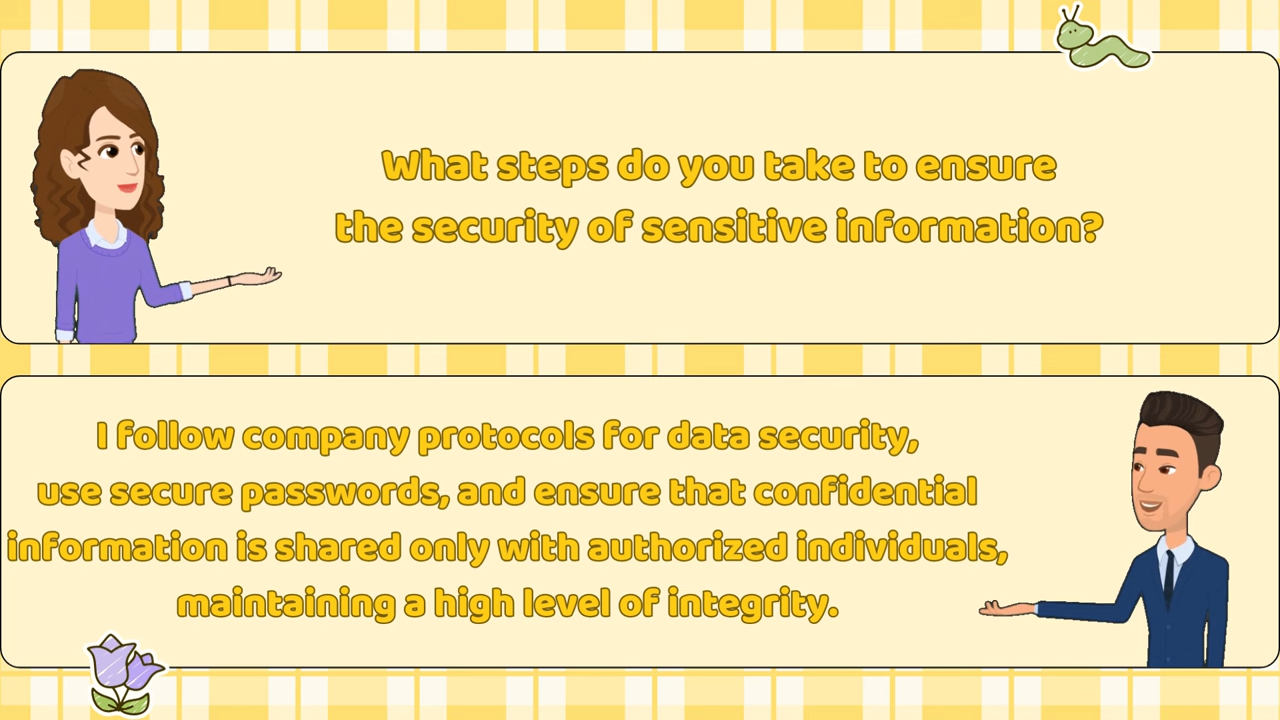 What steps do you take to ensure
the security of sensitive information?
I follow company protocols for data security,
use secure passwords, and ensure that confidential
information is shared only with authorized individuals,
maintaining a high level of integrity.